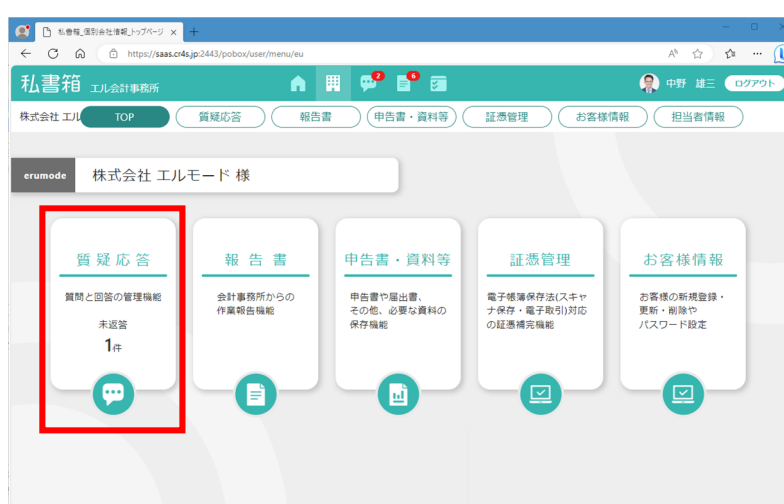 私書箱_個別会社情報_トップページ
https://saas.cr4s.jp:2443/pobox/user/menu/eu
私書箱 エル会計事務所
2
6
中野 雄三
ログアウト
株式会社 エル
TOP
質疑応答
報告書
申告書・資料等
証憑管理
お客様情報
担当者情報
erumode
株式会社 エルモード 様
質疑応答
質問と回答の管理機能
未返答
1件
報告書
会計事務所からの
作業報告機能
申告書・資料等
申告書や届出書、
その他、必要な資料の
保存機能
証憑管理
電子帳簿保存法(スキャ
ナ保存・電子取引)対応
の証憑補完機能
お客様情報
お客様の新規登録・
更新・削除や
パスワード設定